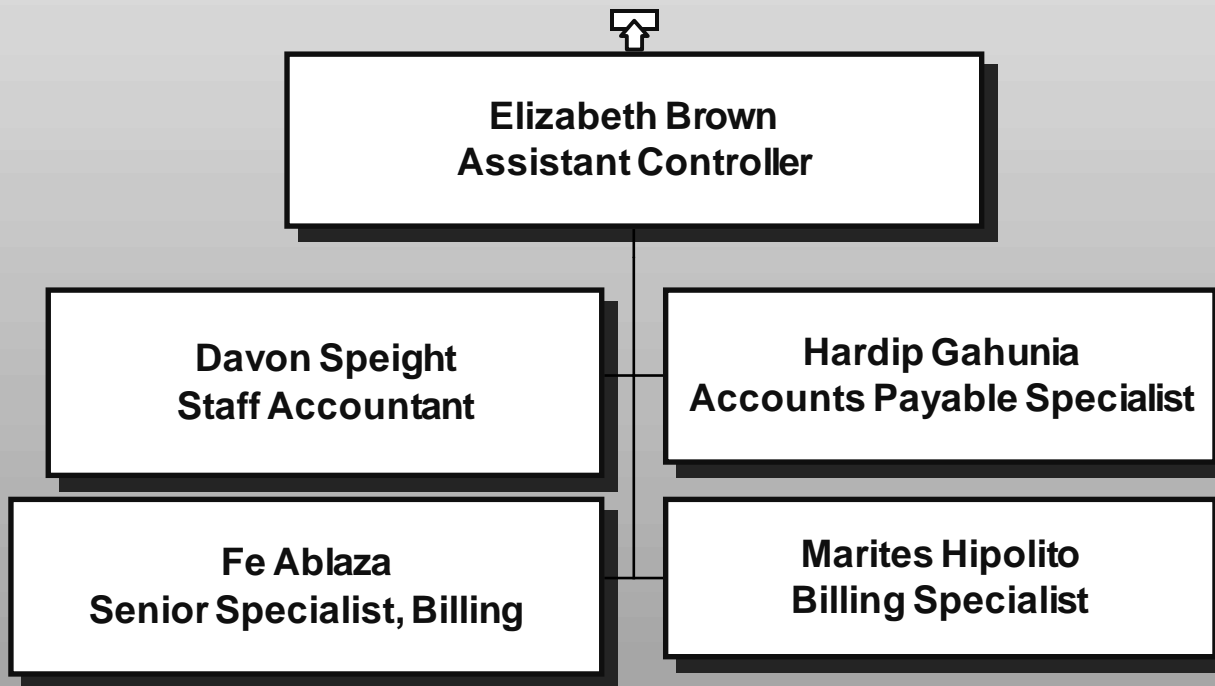 Elizabeth Brown
Assistant Controller
Davon Speight
Staff Accountant
Hardip Gahunia
Accounts Payable Specialist
Fe Ablaza
Senior Specialist, Billing
Marites Hipolito
Billing Specialist